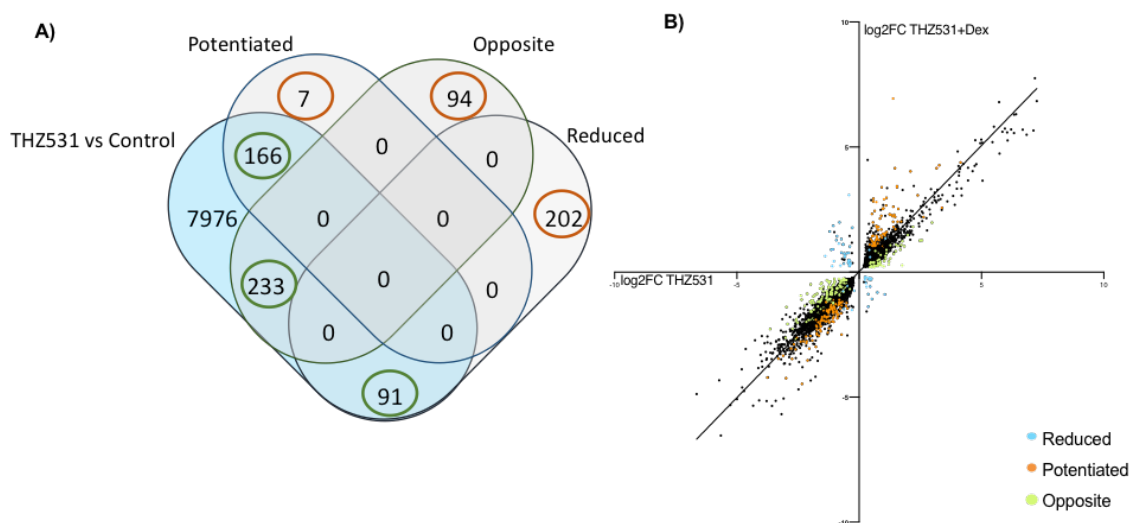 A)
Potentiated
Opposite
7
94
THZ531 vs Control
Reduced
166
0
0
7976
0
0
202
233
0
0
0
0
91
B)
10
log2FC THZ531+Dex
5
log2FC THZ531
-10
-5
5
10
-5
-10
Reduced
Potentiated
Opposite